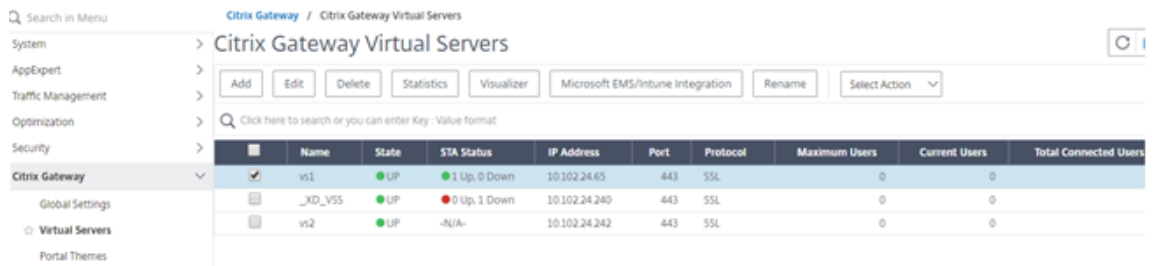 Search in Menu
Citrix Gateway / Citrix Gateway Virtual Servers
System
Citrix Gateway Virtual Servers
AppExpert
Add Edit Delete Statistics Visualizer Microsoft EMS/Intune Integration Rename Select Action
Traffic Management
Optimization
Click here to search or you can enter Key : Value format
Security
Name State STA Status IP Address Port Protocol Maximum Users Current Users Total Connected Users
Citrix Gateway
vs1 UP 1 Up, 0 Down 10.102.24.65 443 SSL 0 0
Global Settings
_XD_VSS UP 0 Up, 1 Down 10.102.24.240 443 SSL 0 0
Virtual Servers
vs2 UP -N/A- 10.102.24.242 443 SSL 0 0
Portal Themes